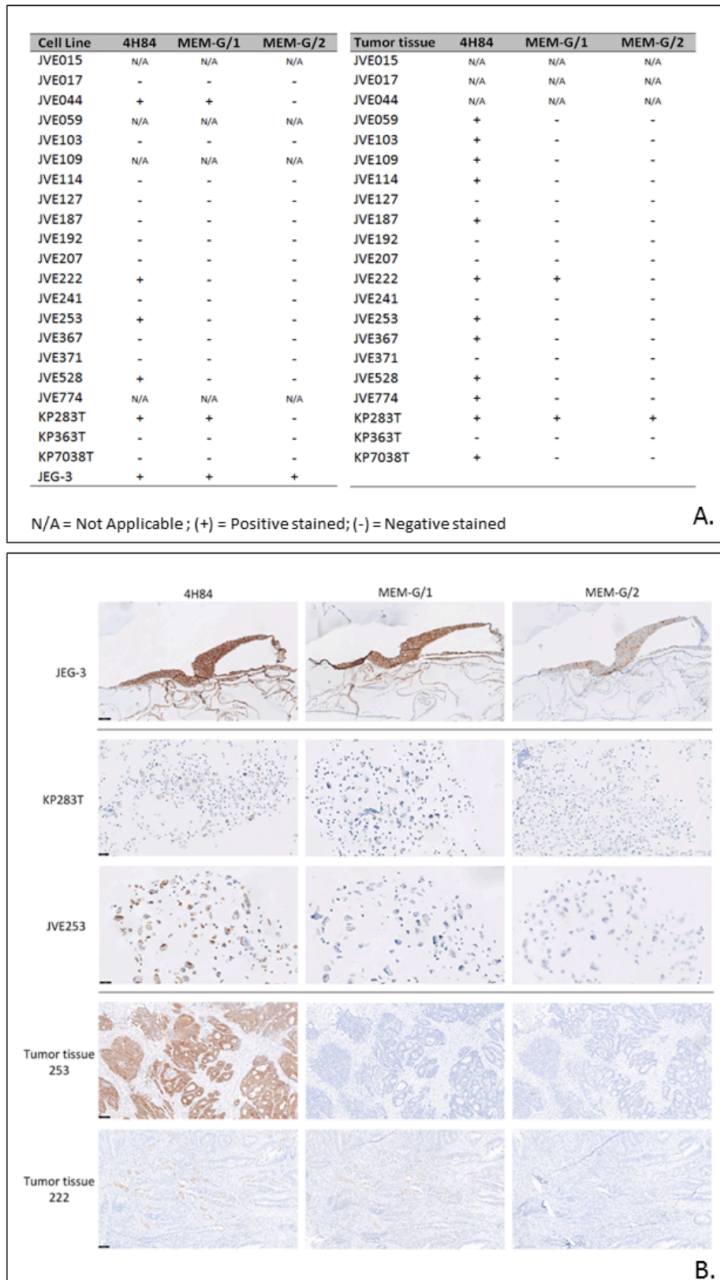 Cell Line 4H84 MEM-G/1 MEM-G/2
JVE015 N/A N/A N/A
JVE017 - - -
JVE044 + + -
JVE059 N/A N/A N/A
JVE103 - - -
JVE109 N/A N/A N/A
JVE114 - - -
JVE127 - - -
JVE187 - - -
JVE192 - - -
JVE207 - - -
JVE222 + - -
JVE241 - - -
JVE253 + - -
JVE367 - - -
JVE371 - - -
JVE528 + - -
JVE774 N/A N/A N/A
KP283T + + -
KP363T - - -
KP7038T - - -
JEG-3 + + +
Tumor tissue 4H84 MEM-G/1 MEM-G/2
JVE015 N/A N/A N/A
JVE017 N/A N/A N/A
JVE044 N/A N/A N/A
JVE059 + - -
JVE103 + - -
JVE109 + - -
JVE114 + - -
JVE127 - - -
JVE187 + - -
JVE192 - - -
JVE207 - - -
JVE222 + + -
JVE241 - - -
JVE253 + - -
JVE367 + - -
JVE371 - - -
JVE528 + - -
JVE774 + - -
KP283T + + +
KP363T - - -
KP7038T + - -
N/A = Not Applicable ; (+) = Positive stained; (-) = Negative stained
A.
4H84 MEM-G/1 MEM-G/2
JEG-3
KP283T
JVE253
Tumor tissue
253
Tumor tissue
222
B.